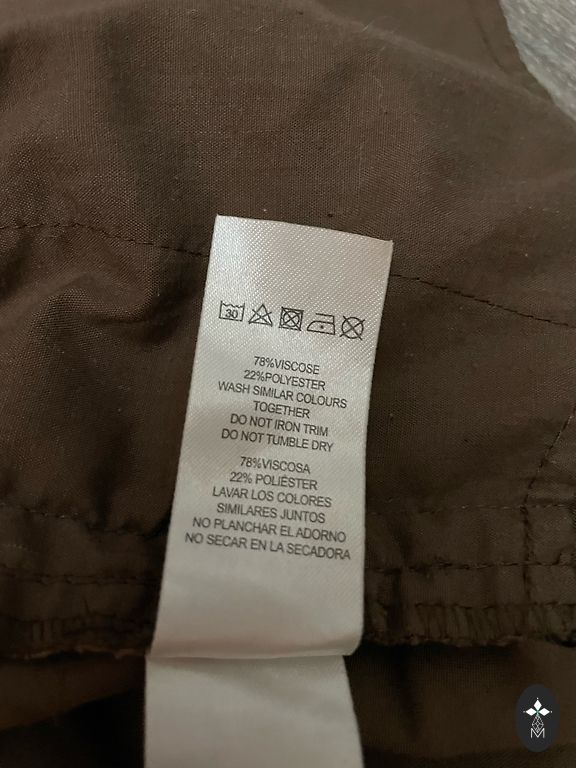 30
78%VISCOSE
22%POLYESTER
WASH SIMILAR COLOURS
TOGETHER
DO NOT IRON TRIM
DO NOT TUMBLE DRY
78%VISCOSA
22% POLIÉSTER
LAVAR LOS COLORES
SIMILARES JUNTOS
NO PLANCHAR EL ADORNO
NO SECAR EN LA SECADORA
M